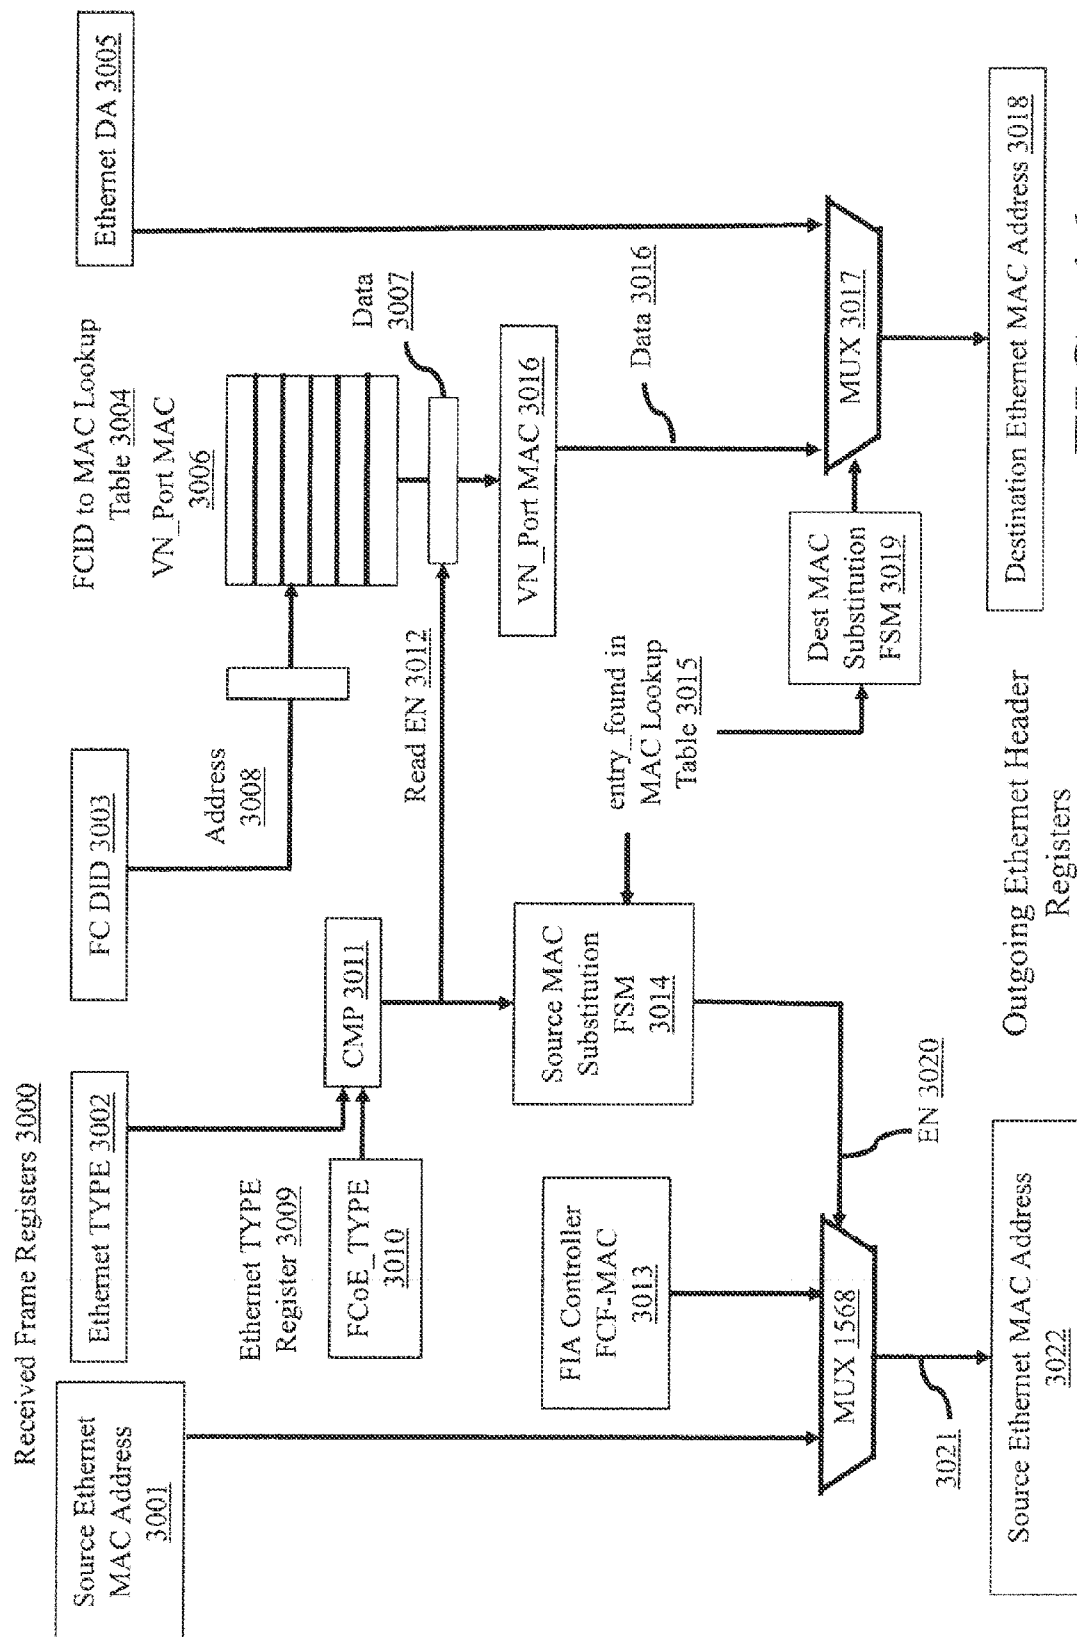 Received Frame Registers 3000
Source Ethernet
MAC Address
3001
Ethernet TYPE 3002
FC DID 3003
FCID to MAC Lookup
Table 3004
VN_Port MAC
3006
Ethernet DA 3005
Ethernet TYPE
Register 3009
FCoE_TYPE
3010
CMP 3011
Address
3008
Data
3007
Read EN 3012
VN_Port MAC 3016
FIA Controller
FCF-MAC
3013
Source MAC
Substitution
FSM
3014
entry_found in
MAC Lookup
Table 3015
Data 3016
Dest MAC
Substitution
FSM 3019
MUX 1568
MUX 3017
EN 3020
3021
Source Ethernet MAC Address
3022
Outgoing Ethernet Header
Registers
Destination Ethernet MAC Address 3018